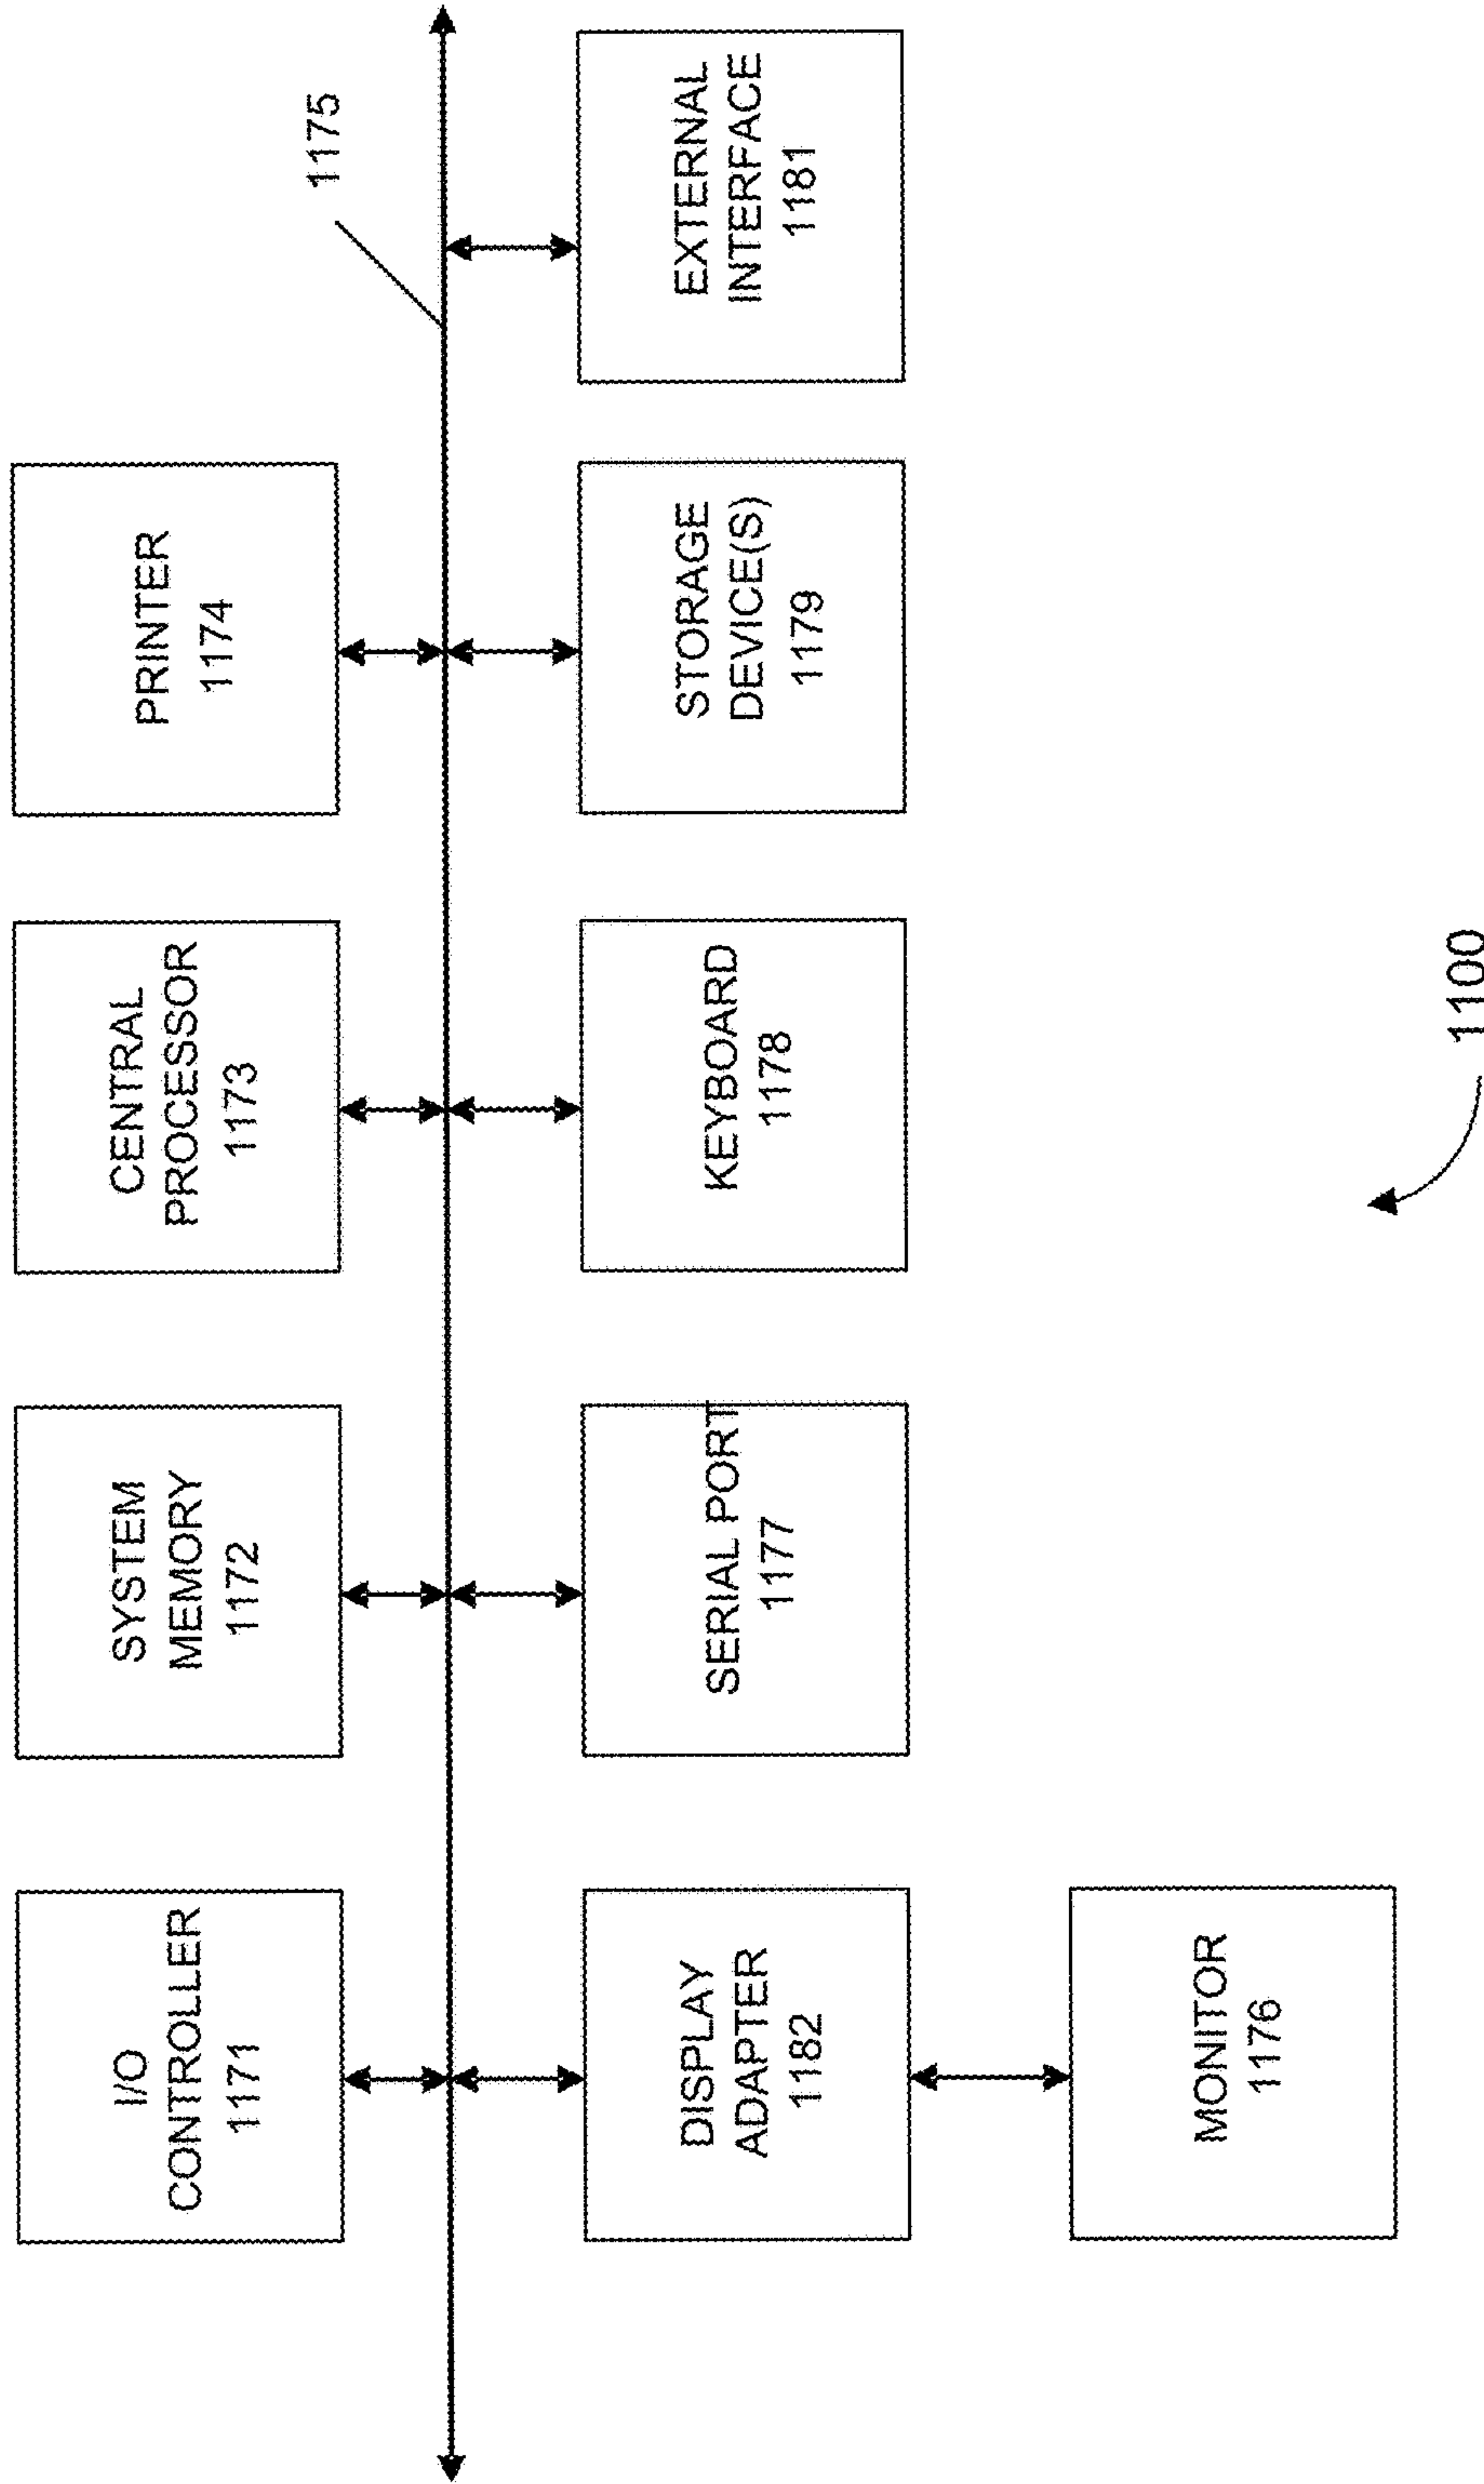 I/O
CONTROLLER
1171
SYSTEM
MEMORY
1172
CENTRAL
PROCESSOR
1173
PRINTER
1174
1175
DISPLAY
ADAPTER
1182
SERIAL PORT
1177
KEYBOARD
1178
STORAGE
DEVICE(S)
1179
EXTERNAL
INTERFACE
1181
MONITOR
1176
1100